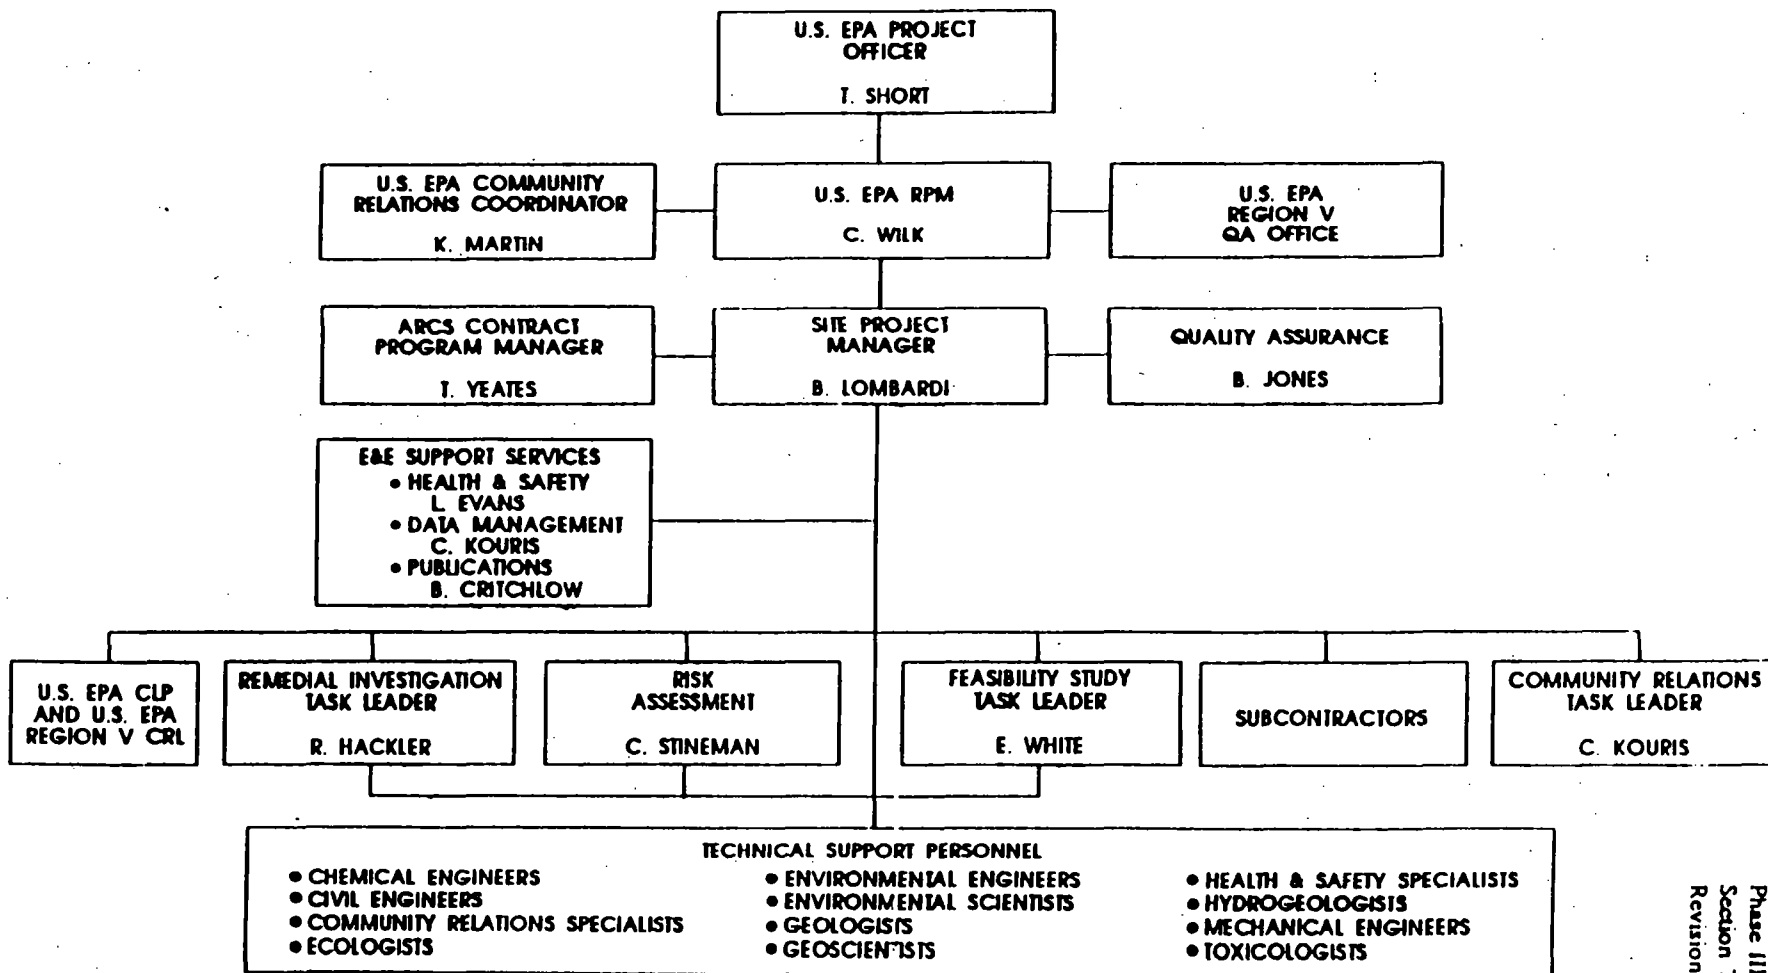 U.S. EPA PROJECT
OFFICER
T. SHORT
U.S. EPA COMMUNITY
RELATIONS COORDINATOR
K. MARTIN
U.S. EPA RPM
C. WILK
U.S. EPA
REGION V
QA OFFICE
ARCS CONTRACT
PROGRAM MANAGER
T. YEATES
SITE PROJECT
MANAGER
B. LOMBARDI
QUALITY ASSURANCE
B. JONES
E&E SUPPORT SERVICES
• HEALTH & SAFETY
L. EVANS
• DATA MANAGEMENT
C. KOURIS
• PUBLICATIONS
B. CRITCHLOW
U.S. EPA CLP
AND U.S. EPA
REGION V CRL
REMEDIAL INVESTIGATION
TASK LEADER
R. HACKLER
RISK
ASSESSMENT
C. STINEMAN
FEASIBILITY STUDY
TASK LEADER
E. WHITE
SUBCONTRACTORS
COMMUNITY RELATIONS
TASK LEADER
C. KOURIS
TECHNICAL SUPPORT PERSONNEL
• CHEMICAL ENGINEERS
• CIVIL ENGINEERS
• COMMUNITY RELATIONS SPECIALISTS
• ECOLOGISTS
• ENVIRONMENTAL ENGINEERS
• ENVIRONMENTAL SCIENTISTS
• GEOLOGISTS
• GEOSCIENTISTS
• HEALTH & SAFETY SPECIALISTS
• HYDROGEOLOGISTS
• MECHANICAL ENGINEERS
• TOXICOLOGISTS
Phase III
Section
Revision